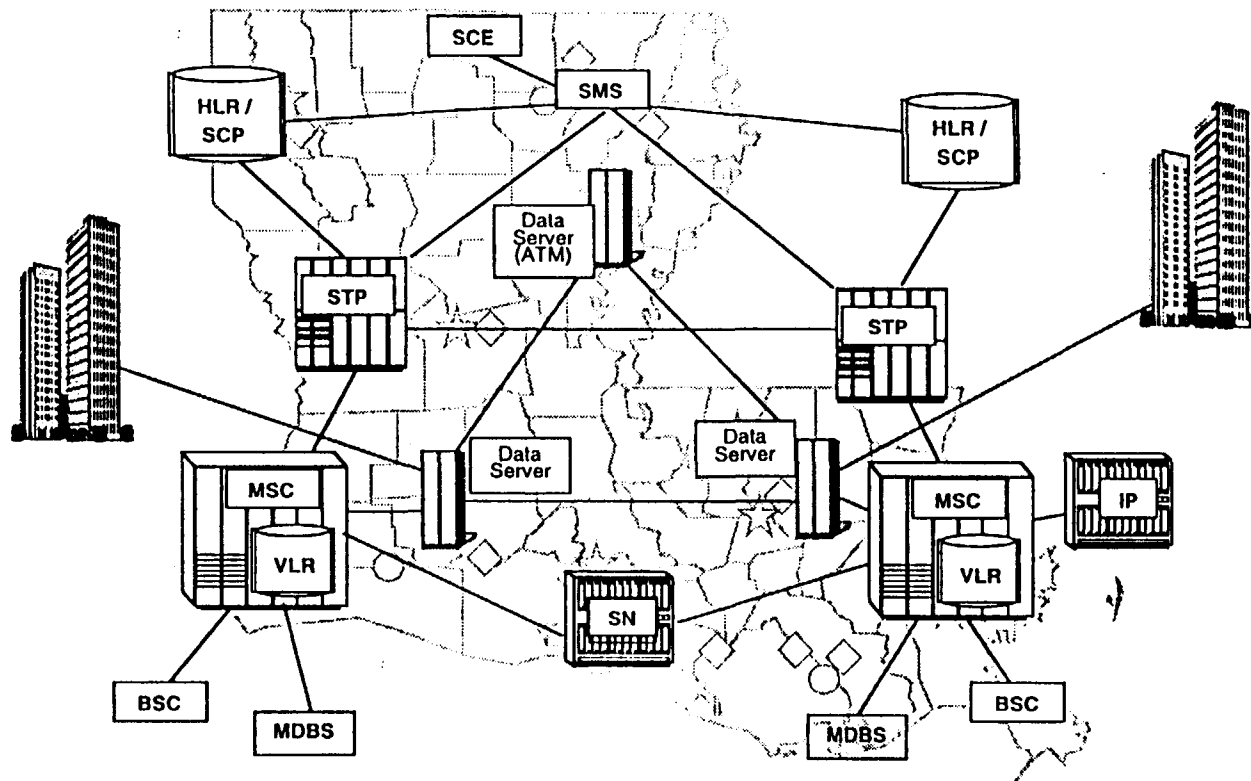 SCE
SMS
HLR /
SCP
HLR /
SCP
Data
Server
(ATM)
STP
STP
Data
Server
Data
Server
MSC
VLR
MSC
VLR
IP
SN
BSC
MDBS
MDBS
BSC